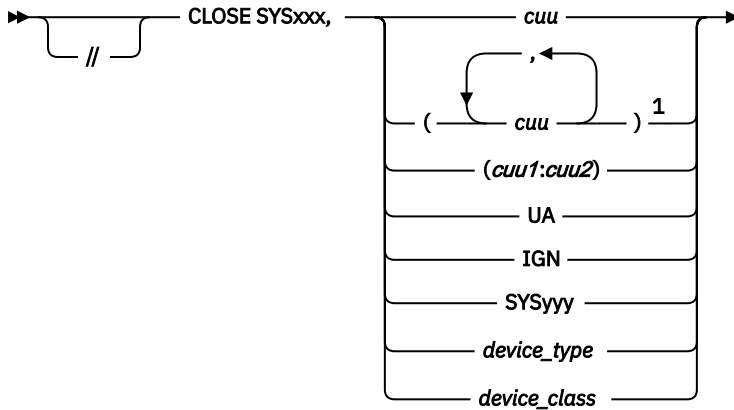 // CLOSE SYSxxx, cuu
,
( cuu ) 1
(cuu1:cuu2)
UA
IGN
SYSyyy
device_type
device_class